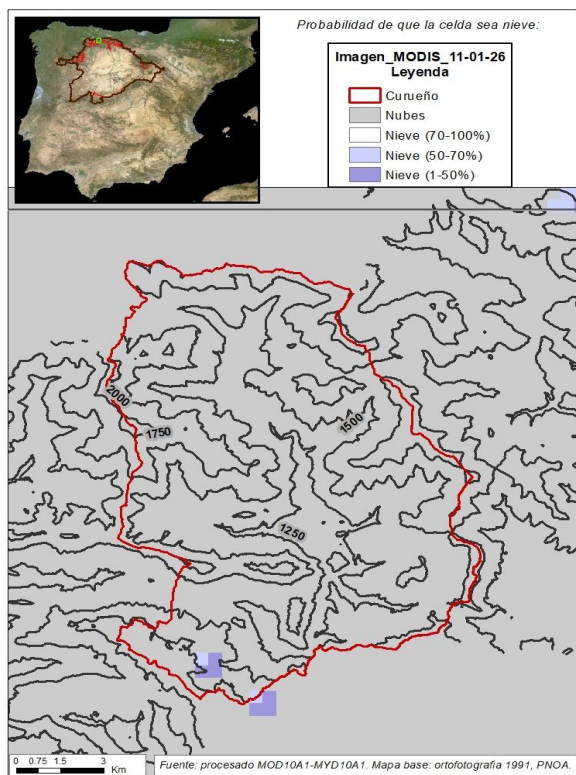 Probabilidad de que la celda sea nieve:
Imagen_MODIS_11-01-26
Leyenda
Curueño
Nubes
Nieve (70-100%)
Nieve (50-70%)
Nieve (1-50%)
2000
1750
1500
1250
0 0.75 1.5 3
Km
Fuente: procesado MOD10A1-MYD10A1. Mapa base: ortofotografia 1991, PNOA.